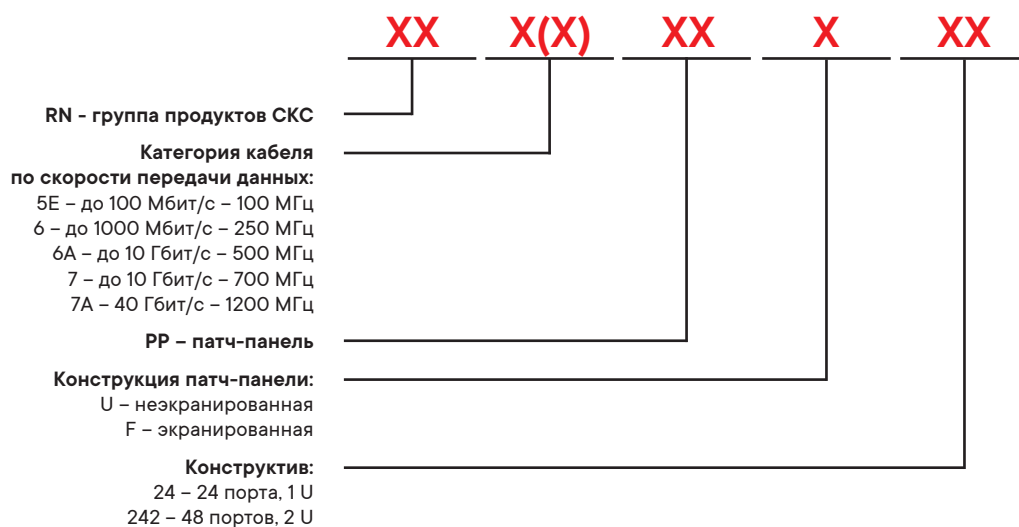 XX X(X) XX X XX
RN - группа продуктов СКС
Категория кабеля
по скорости передачи данных:
5E – до 100 Мбит/с – 100 МГц
6 – до 1000 Мбит/с – 250 МГц
6A – до 10 Гбит/с – 500 МГц
7 – до 10 Гбит/с – 700 МГц
7A – 40 Гбит/с – 1200 МГц
PP – патч-панель
Конструкция патч-панели:
U – неэкранированная
F – экранированная
Конструктив:
24 – 24 порта, 1 U
242 – 48 портов, 2 U